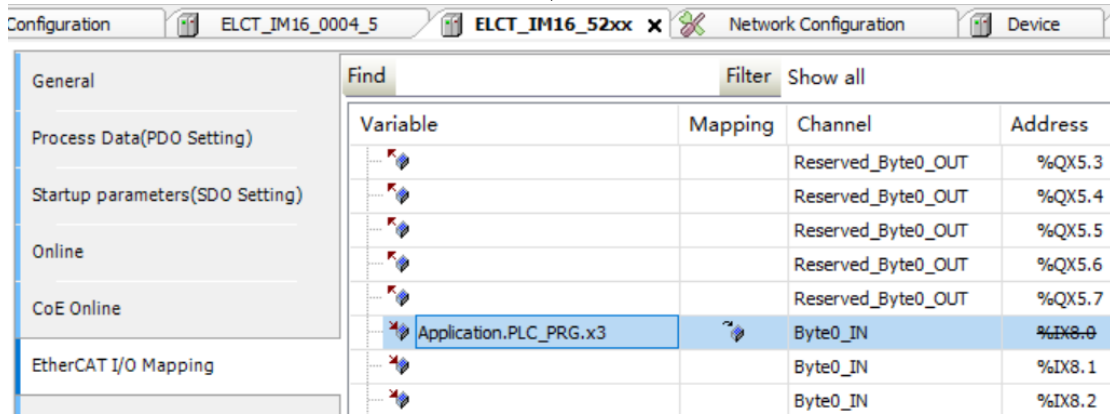 Configuration ELCT_IM16_0004_5 ELCT_IM16_52xx x Network Configuration Device
General
Process Data(PDO Setting)
Startup parameters(SDO Setting)
Online
CoE Online
EtherCAT I/O Mapping
Find Filter Show all
Variable Mapping Channel Address
Reserved_Byte0_OUT %QX5.3
Reserved_Byte0_OUT %QX5.4
Reserved_Byte0_OUT %QX5.5
Reserved_Byte0_OUT %QX5.6
Reserved_Byte0_OUT %QX5.7
Application.PLC_PRG.x3 Byte0_IN %IX8.0
Byte0_IN %IX8.1
Byte0_IN %IX8.2